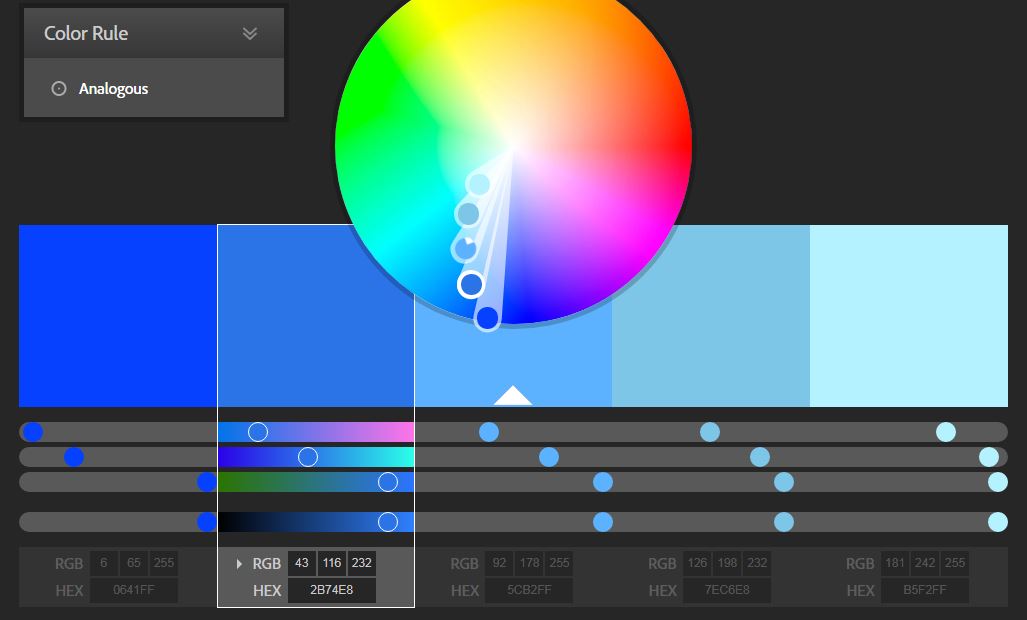 Color Rule
Analogous
RGB 6 65 255
HEX 0641FF
RGB 43 116 232
HEX 2B74E8
RGB 92 178 255
HEX 5CB2FF
RGB 126 198 232
HEX 7EC6E8
RGB 181 242 255
HEX B5F2FF